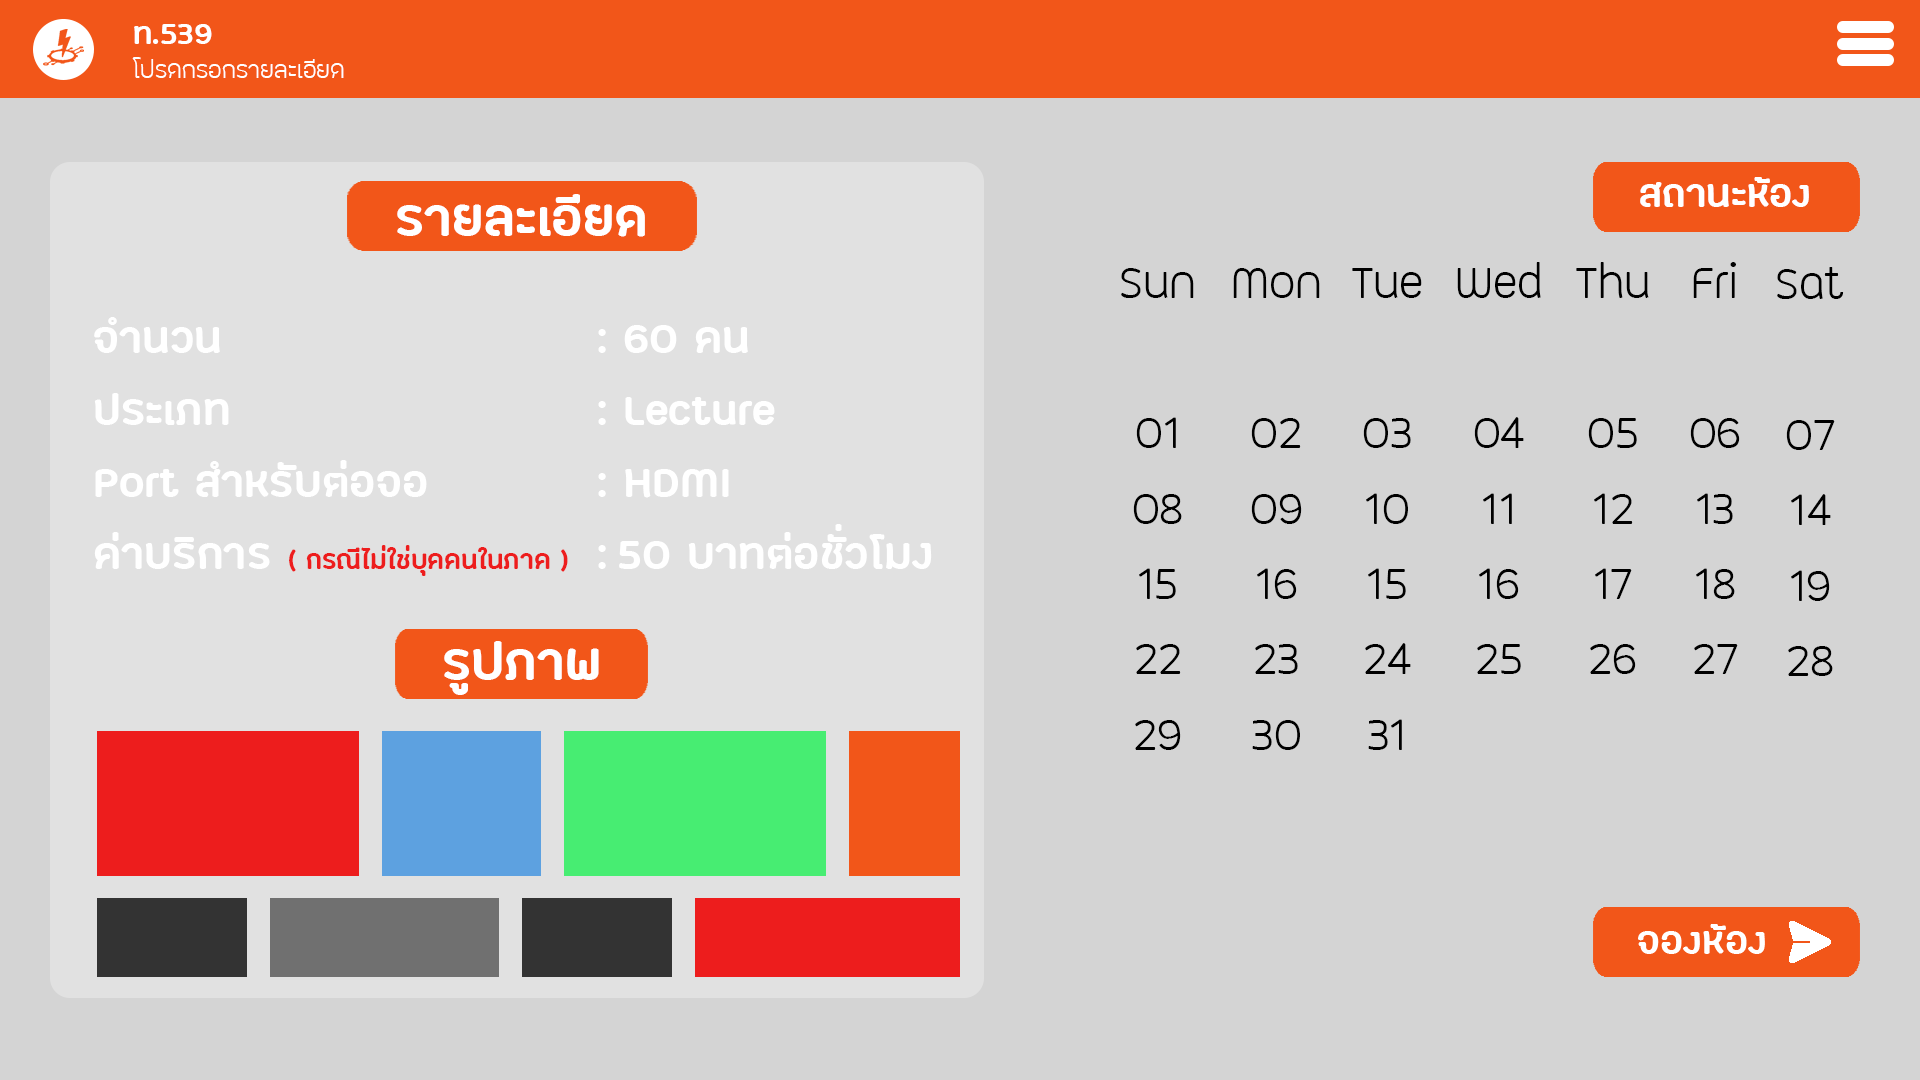 ท.539
โปรดกรอกรายละเอียด
รายละเอียด
จำนวน : 60 คน
ประเภท : Lecture
Port สำหรับต่อจอ : HDMI
ค่าบริการ ( กรณีไม่ใช่บุคคนในภาค ) : 50 บาทต่อชั่วโมง
รูปภาพ
สถานะห้อง
Sun Mon Tue Wed Thu Fri Sat
01 02 03 04 05 06 07
08 09 10 11 12 13 14
15 16 15 16 17 18 19
22 23 24 25 26 27 28
29 30 31
จองห้อง